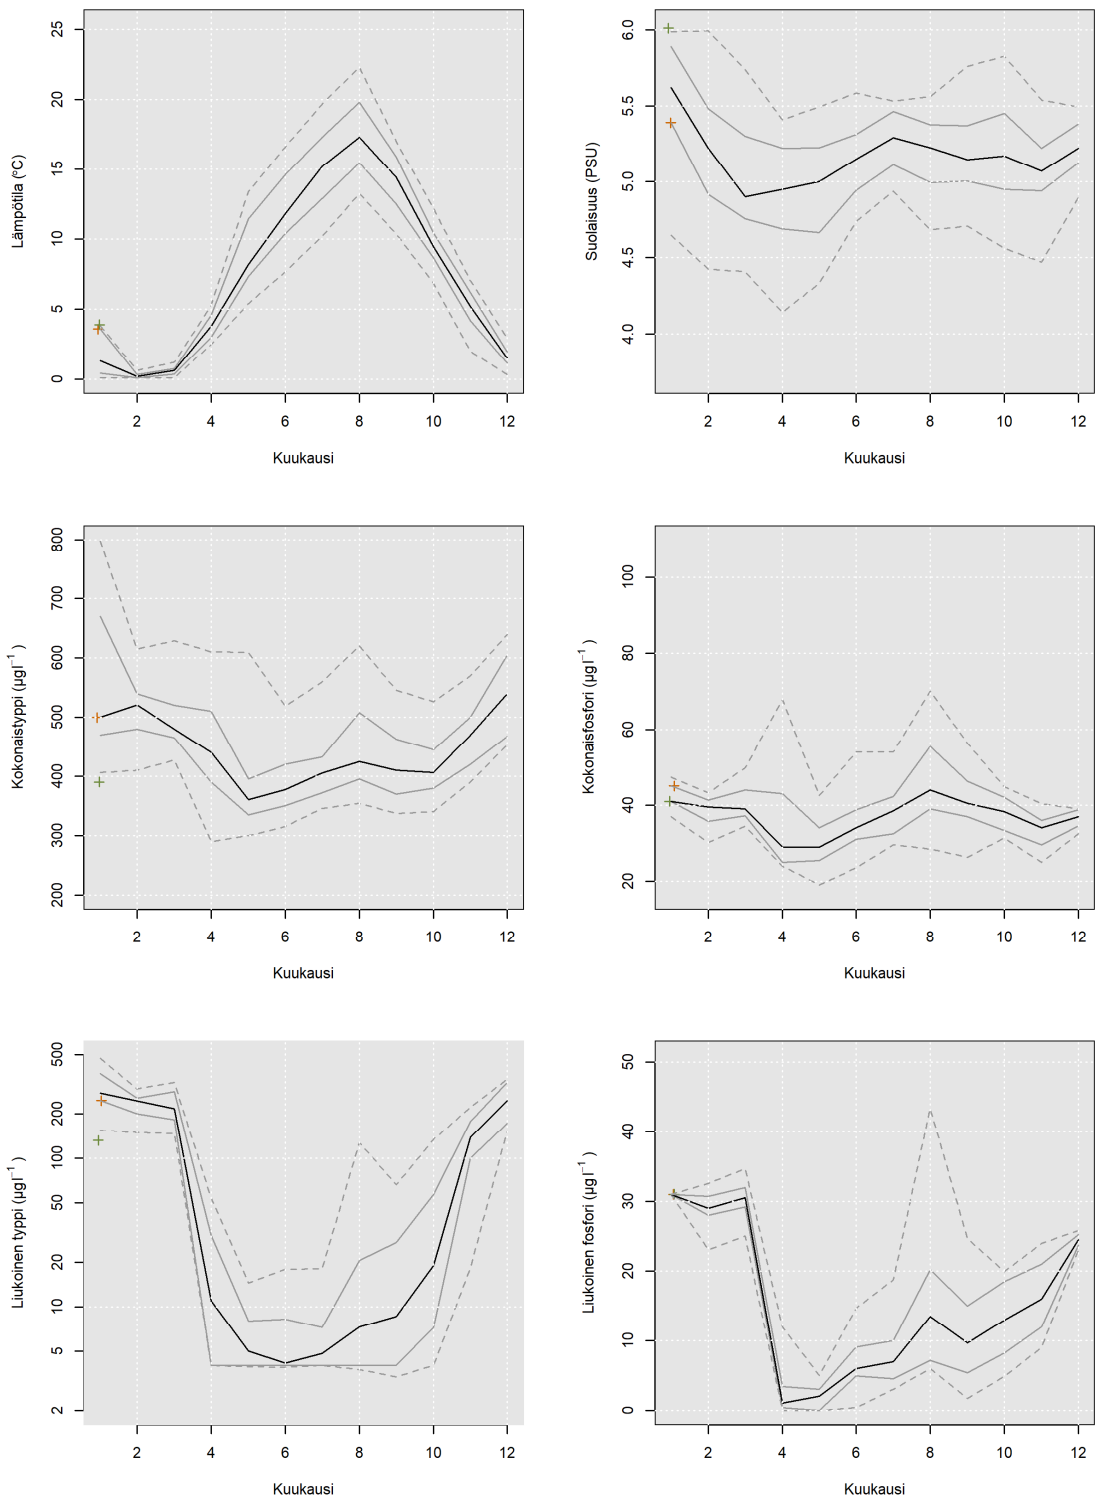 25
20
15
10
5
0
Lämpötila (°C)
2 4 6 8 10 12
Kuukausi
6.0
5.5
5.0
4.5
4.0
Suolaisuus (PSU)
2 4 6 8 10 12
Kuukausi
800
700
600
500
400
300
200
Kokonaistyppi (µgl⁻¹)
2 4 6 8 10 12
Kuukausi
100
80
60
40
20
Kokonaisfosfori (µgl⁻¹)
2 4 6 8 10 12
Kuukausi
500
200
100
50
20
10
5
2
Liukoinen typpi (µgl⁻¹)
2 4 6 8 10 12
Kuukausi
50
40
30
20
10
0
Liukoinen fosfori (µgl⁻¹)
2 4 6 8 10 12
Kuukausi